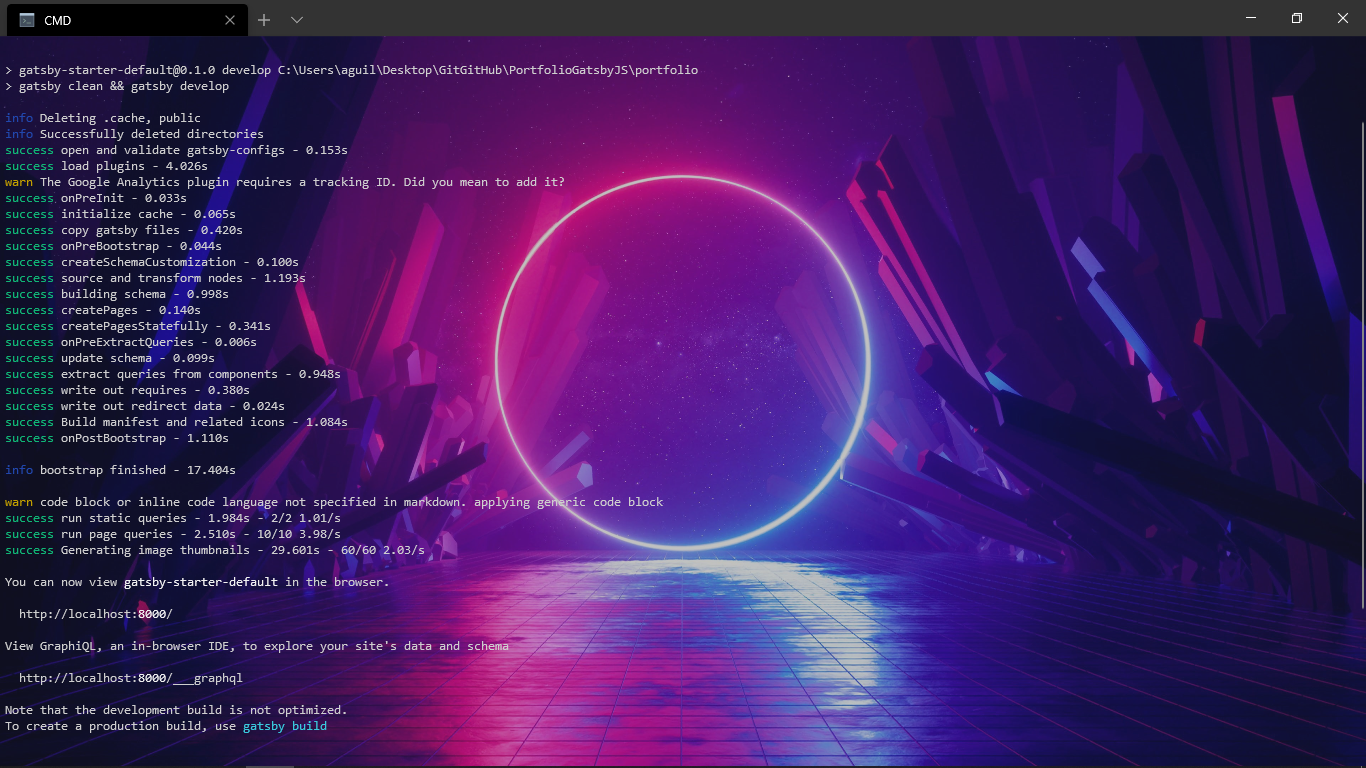 CMD
> gatsby-starter-default@0.1.0 develop C:\Users\aguil\Desktop\GitGitHub\PortfolioGatsbyJS\portfolio
> gatsby clean && gatsby develop
info Deleting .cache, public
info Successfully deleted directories
success open and validate gatsby-configs - 0.153s
success load plugins - 4.026s
warn The Google Analytics plugin requires a tracking ID. Did you mean to add it?
success onPreInit - 0.033s
success initialize cache - 0.065s
success copy gatsby files - 0.420s
success onPreBootstrap - 0.044s
success createSchemaCustomization - 0.100s
success source and transform nodes - 1.193s
success building schema - 0.998s
success createPages - 0.140s
success createPagesStatefully - 0.341s
success onPreExtractQueries - 0.006s
success update schema - 0.099s
success extract queries from components - 0.948s
success write out requires - 0.380s
success write out redirect data - 0.024s
success Build manifest and related icons - 1.084s
success onPostBootstrap - 1.110s
info bootstrap finished - 17.404s
warn code block or inline code language not specified in markdown. applying generic code block
success run static queries - 1.984s - 2/2 1.01/s
success run page queries - 2.510s - 10/10 3.98/s
success Generating image thumbnails - 29.601s - 60/60 2.03/s
You can now view gatsby-starter-default in the browser.
http://localhost:8000/
View GraphiQL, an in-browser IDE, to explore your site's data and schema
http://localhost:8000/___graphql
Note that the development build is not optimized.
To create a production build, use gatsby build